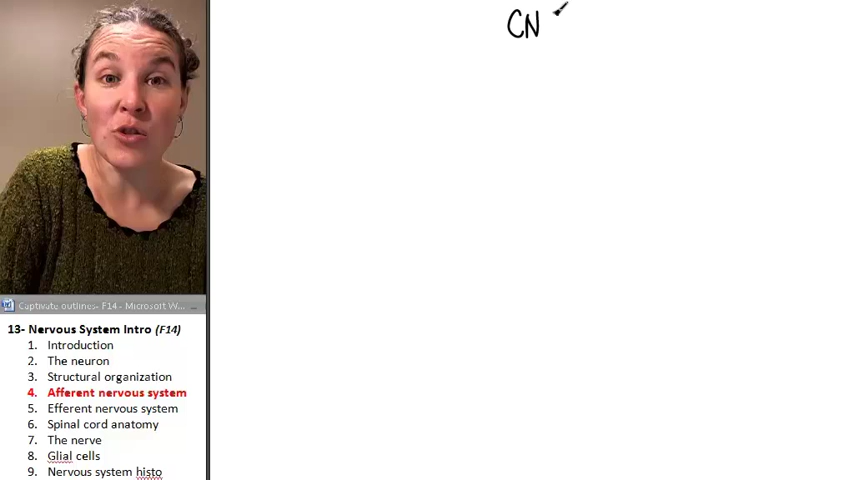 CN
Captivate outlines- F14 - Microsoft W...
13- Nervous System Intro (F14)
1. Introduction
2. The neuron
3. Structural organization
4. Afferent nervous system
5. Efferent nervous system
6. Spinal cord anatomy
7. The nerve
8. Glial cells
9. Nervous system histo